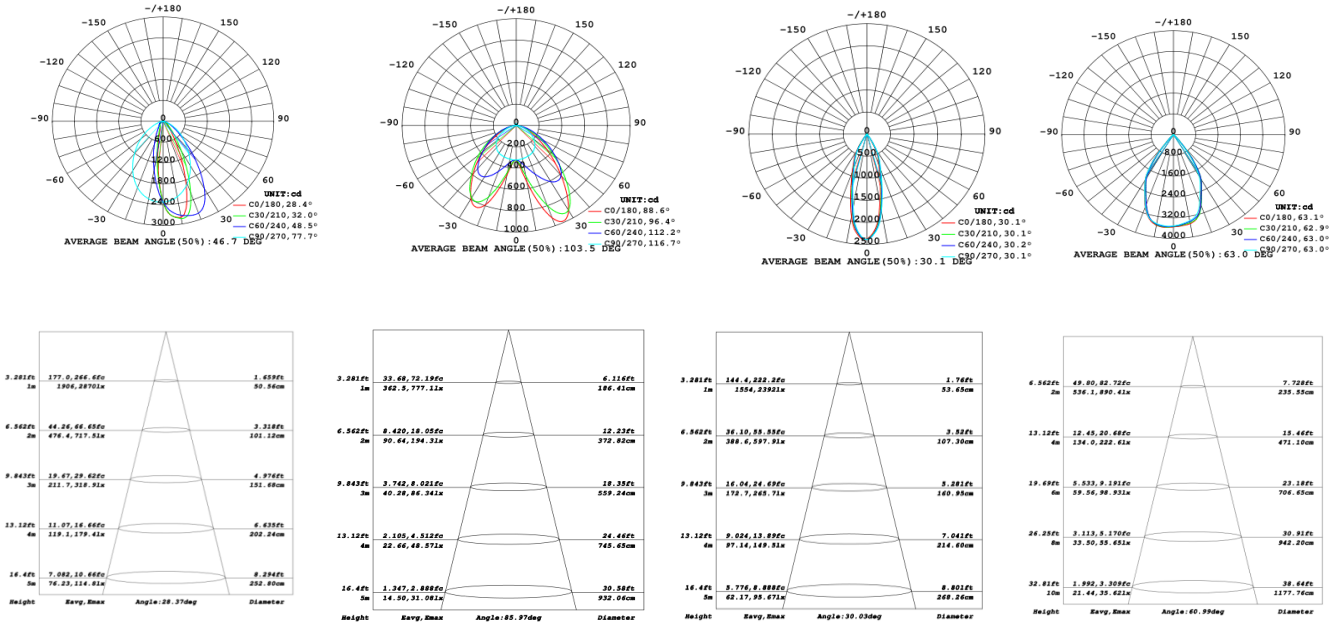 -/+180
-150
150
-120
120
-90
90
-60
60
-30
30
0
600
1200
1800
2400
3000
UNIT:cd
C0/180,28.4°
C30/210,32.0°
C60/240,48.5°
C90/270,77.7°
AVERAGE BEAM ANGLE(50%):46.7 DEG
-/+180
-150
150
-120
120
-90
90
-60
60
-30
30
0
200
400
600
800
1000
UNIT:cd
C0/180,88.6°
C30/210,96.4°
C60/240,112.2°
C90/270,116.7°
AVERAGE BEAM ANGLE(50%):103.5 DEG
-/+180
-150
150
-120
120
-90
90
-60
60
-30
30
0
500
1000
1500
2000
2500
UNIT:cd
C0/180,30.1°
C30/210,30.1°
C60/240,30.2°
C90/270,30.1°
AVERAGE BEAM ANGLE(50%):30.1 DEG
-/+180
-150
150
-120
120
-90
90
-60
60
-30
30
0
800
1600
2400
3200
4000
UNIT:cd
C0/180,63.1°
C30/210,62.9°
C60/240,63.0°
C90/270,63.0°
AVERAGE BEAM ANGLE(50%):63.0 DEG
3.281ft 177.0,266.6fc 1.659ft
1m 1906,2870lx 50.56cm
6.562ft 44.26,66.65fc 3.318ft
2m 476.4,717.5lx 101.12cm
9.843ft 19.67,29.62fc 4.976ft
3m 211.7,318.9lx 151.68cm
13.12ft 11.07,16.66fc 6.635ft
4m 119.1,179.4lx 202.24cm
16.4ft 7.082,10.66fc 8.294ft
5m 76.23,114.8lx 252.80cm
Height Eavg,Emax Angle:28.37deg Diameter
3.281ft 33.68,72.19fc 6.116ft
1m 362.5,777.1lx 186.41cm
6.562ft 8.420,18.05fc 12.23ft
2m 90.64,194.3lx 372.82cm
9.843ft 3.742,8.021fc 18.35ft
3m 40.28,86.34lx 559.24cm
13.12ft 2.105,4.512fc 24.46ft
4m 22.66,48.57lx 745.65cm
16.4ft 1.347,2.888fc 30.58ft
5m 14.50,31.08lx 932.06cm
Height Eavg,Emax Angle:85.97deg Diameter
3.281ft 144.4,222.2fc 1.76ft
1m 1554,2392lx 53.65cm
6.562ft 36.10,55.55fc 3.52ft
2m 388.6,597.9lx 107.30cm
9.843ft 16.04,24.69fc 5.281ft
3m 172.7,265.7lx 160.95cm
13.12ft 9.024,13.89fc 7.041ft
4m 97.14,149.5lx 214.60cm
16.4ft 5.776,8.888fc 8.801ft
5m 62.17,95.67lx 268.26cm
Height Eavg,Emax Angle:30.03deg Diameter
6.562ft 49.80,82.72fc 7.728ft
2m 536.1,890.4lx 235.55cm
13.12ft 12.45,20.68fc 15.46ft
4m 134.0,222.6lx 471.10cm
19.69ft 5.533,9.191fc 23.18ft
6m 59.56,98.93lx 706.65cm
26.25ft 3.113,5.170fc 30.91ft
8m 33.50,55.65lx 942.20cm
32.81ft 1.992,3.309fc 38.64ft
10m 21.44,35.62lx 1177.76cm
Height Eavg,Emax Angle:60.99deg Diameter